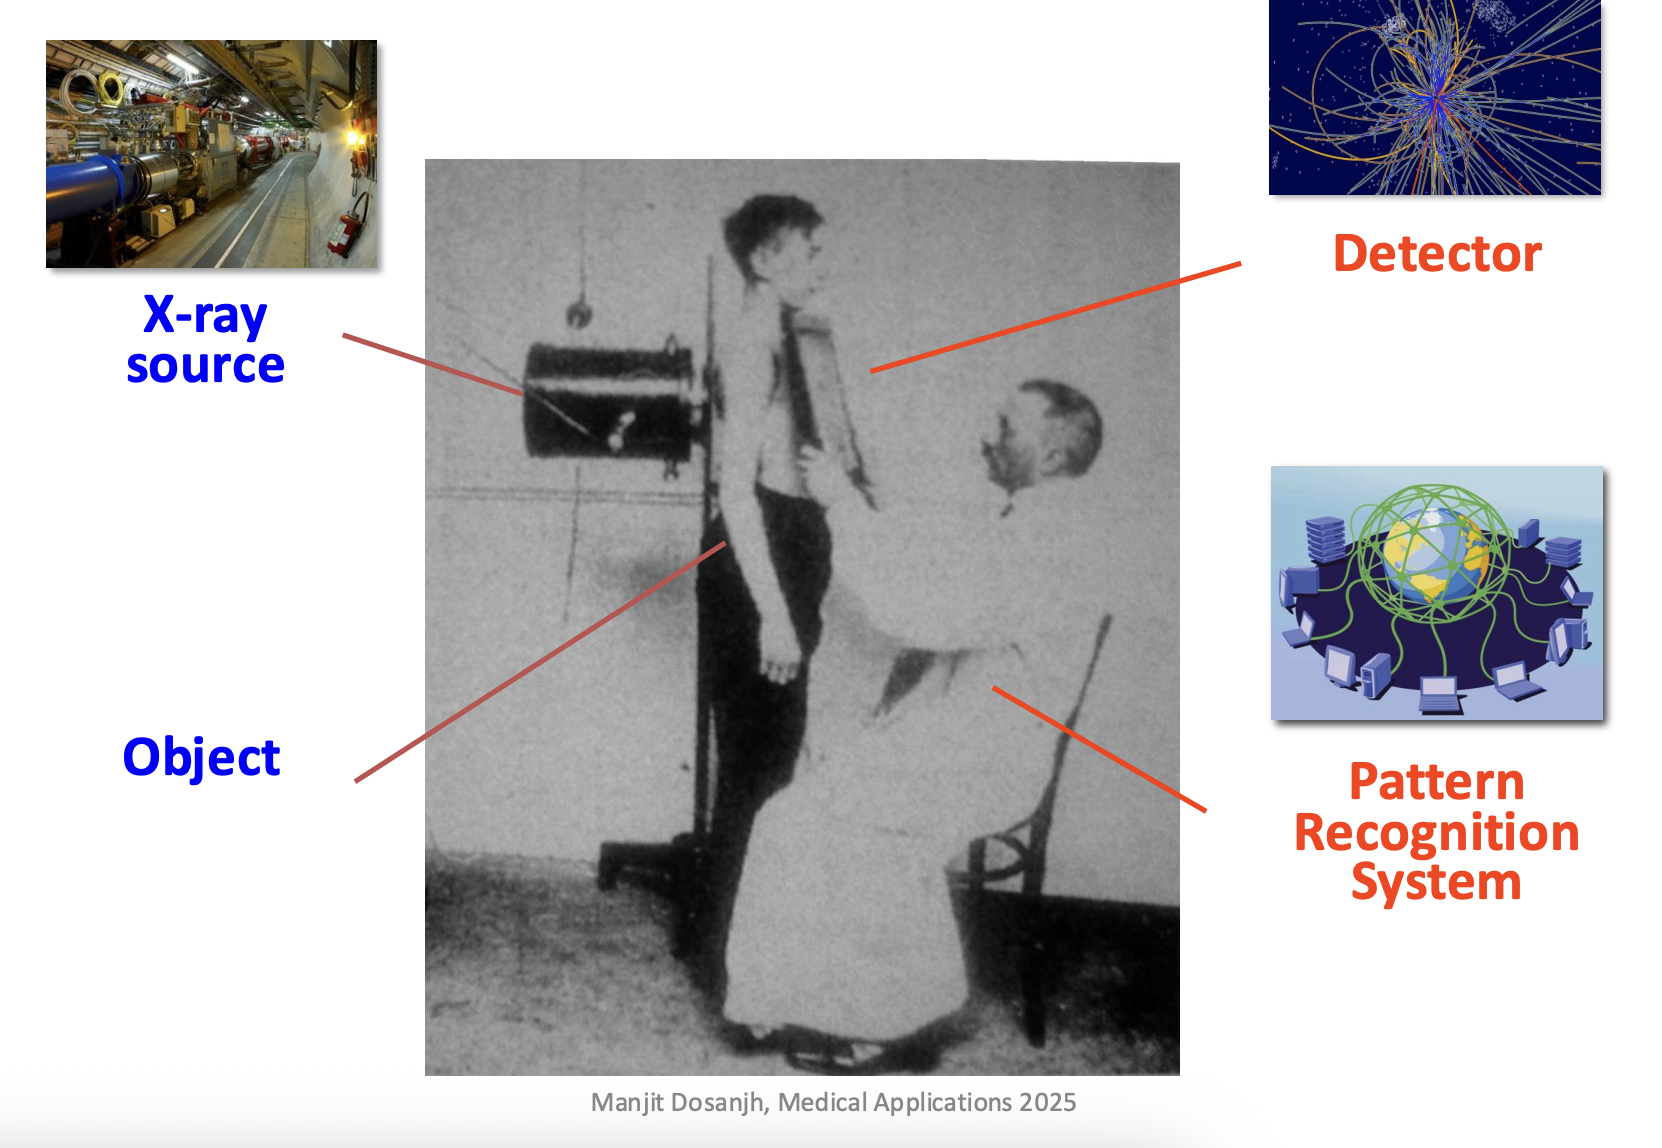 X-ray
source
Object
Detector
Pattern
Recognition
System
Manjit Dosanjh, Medical Applications 2025